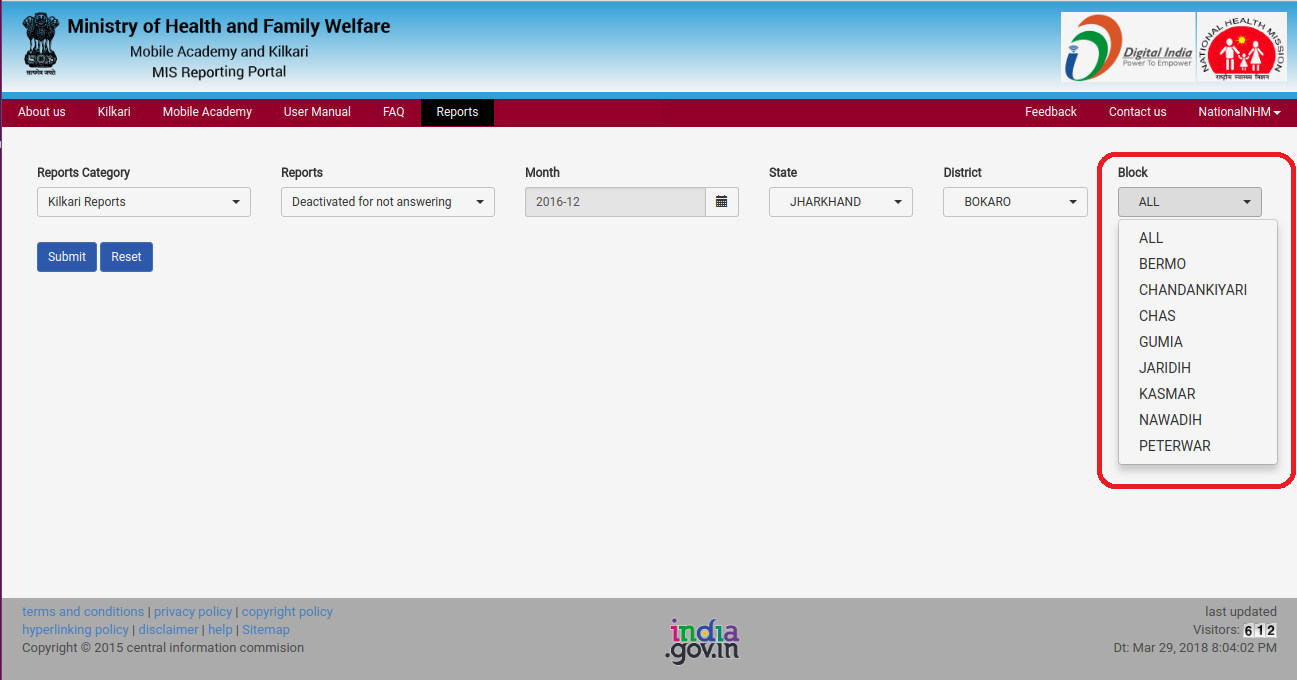 Ministry of Health and Family Welfare
Mobile Academy and Kilkari
MIS Reporting Portal
सत्यमेव जयते
Digital India
Power To Empower
NATIONAL HEALTH MISSION
राष्ट्रीय स्वास्थ्य मिशन
About us Kilkari Mobile Academy User Manual FAQ Reports Feedback Contact us NationalNHM
Reports Category Reports Month State District Block
Kilkari Reports Deactivated for not answering 2016-12 JHARKHAND BOKARO ALL
Submit Reset
ALL
BERMO
CHANDANKIYARI
CHAS
GUMIA
JARIDIH
KASMAR
NAWADIH
PETERWAR
terms and conditions | privacy policy | copyright policy
hyperlinking policy | disclaimer | help | Sitemap
Copyright © 2015 central information commision
india
.gov.in
last updated
Visitors: 612
Dt: Mar 29, 2018 8:04:02 PM